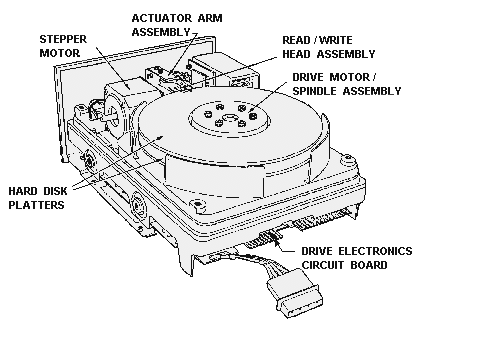 ACTUATOR ARM
ASSEMBLY
STEPPER
MOTOR
READ/WRITE
HEAD ASSEMBLY
DRIVE MOTOR/
SPINDLE ASSEMBLY
HARD DISK
PLATTERS
DRIVE ELECTRONICS
CIRCUIT BOARD